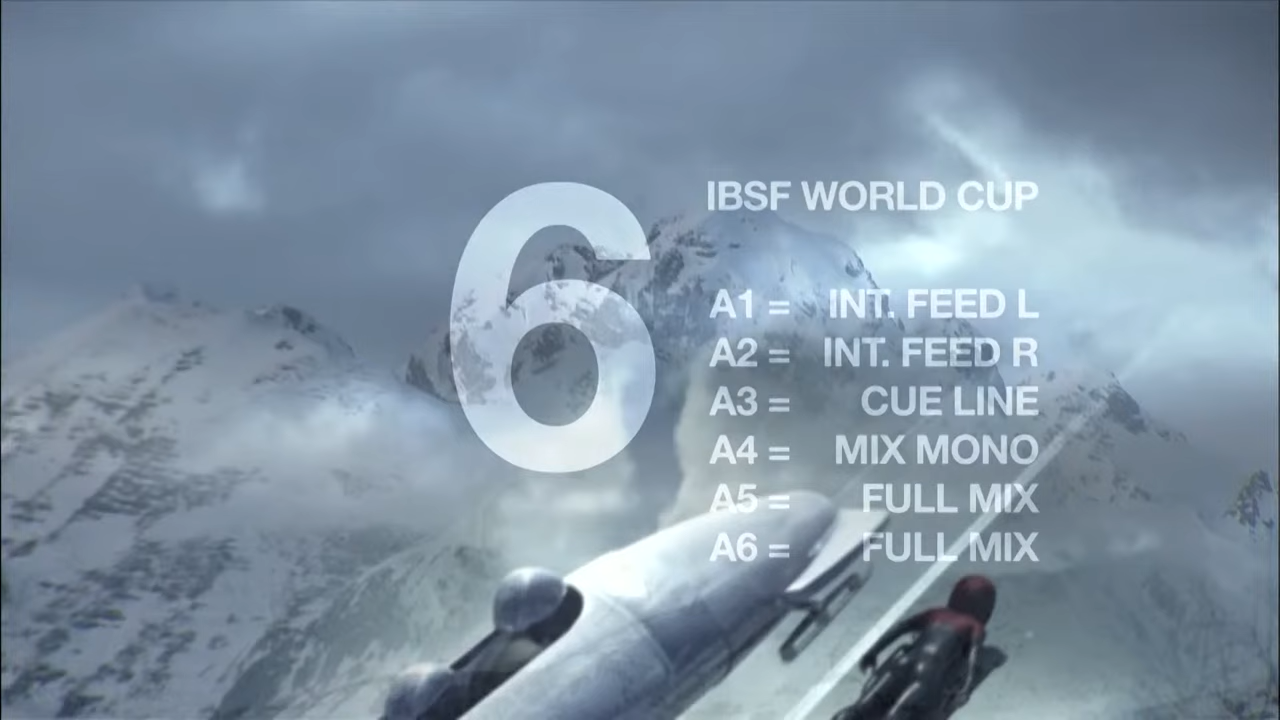 6
IBSF WORLD CUP
A1 = INT. FEED L
A2 = INT. FEED R
A3 = CUE LINE
A4 = MIX MONO
A5 = FULL MIX
A6 = FULL MIX